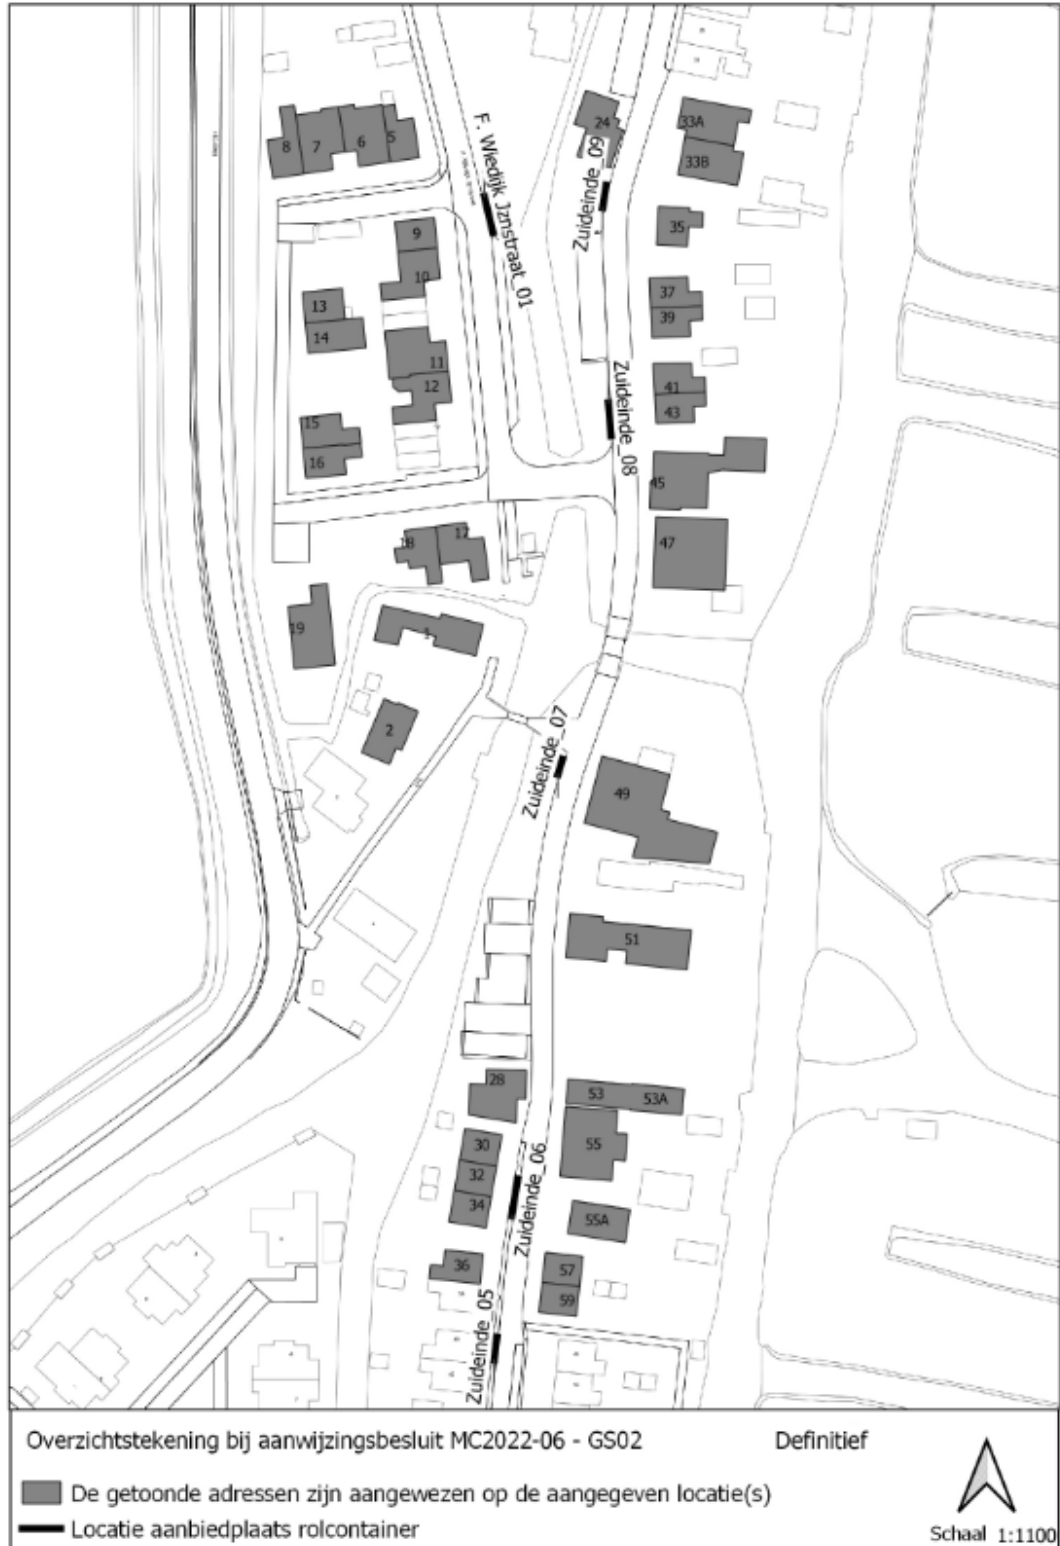 24
33A
8
7
6
5
F. Wiedijk Jznstraat_01
33B
Zuideinde_09
35
9
10
37
13
39
14
11
12
Zuideinde_08
41
43
15
16
45
18
17
47
19
1
2
Zuideinde_07
49
51
28
53
53A
30
55
32
Zuideinde_06
34
55A
36
57
59
Zuideinde_05
Overzichtstekening bij aanwijzingsbesluit MC2022-06 - GS02
Definitief
De getoonde adressen zijn aangewezen op de aangegeven locatie(s)
Locatie aanbiedplaats rolcontainer
Schaal 1:1100